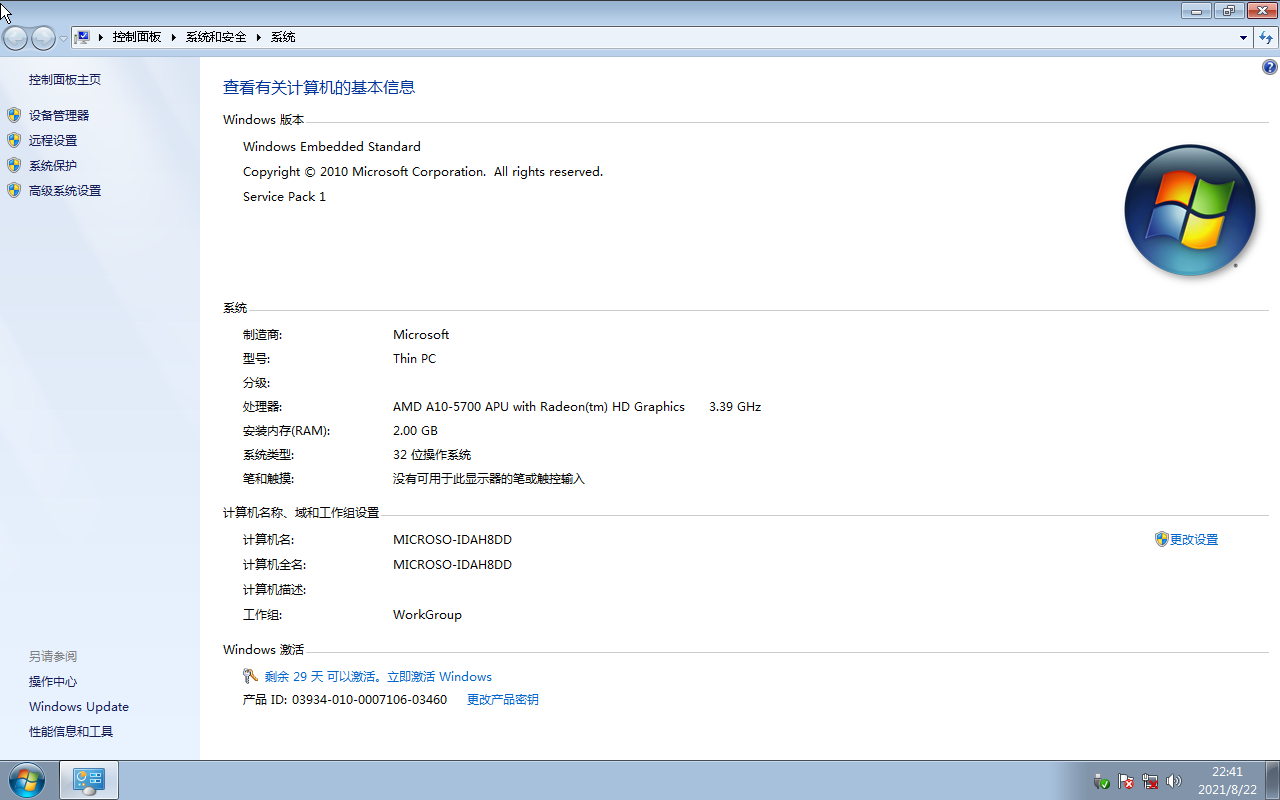 控制面板 系统和安全 系统
控制面板主页
设备管理器
远程设置
系统保护
高级系统设置
查看有关计算机的基本信息
Windows 版本
Windows Embedded Standard
Copyright © 2010 Microsoft Corporation.  All rights reserved.
Service Pack 1
系统
制造商: Microsoft
型号: Thin PC
分级:
处理器: AMD A10-5700 APU with Radeon(tm) HD Graphics 3.39 GHz
安装内存(RAM): 2.00 GB
系统类型: 32 位操作系统
笔和触摸: 没有可用于此显示器的笔或触控输入
计算机名称、域和工作组设置
计算机名: MICROSO-IDAH8DD 更改设置
计算机全名: MICROSO-IDAH8DD
计算机描述:
工作组: WorkGroup
Windows 激活
剩余 29 天 可以激活。立即激活 Windows
产品 ID: 03934-010-0007106-03460 更改产品密钥
另请参阅
操作中心
Windows Update
性能信息和工具
22:41
2021/8/22